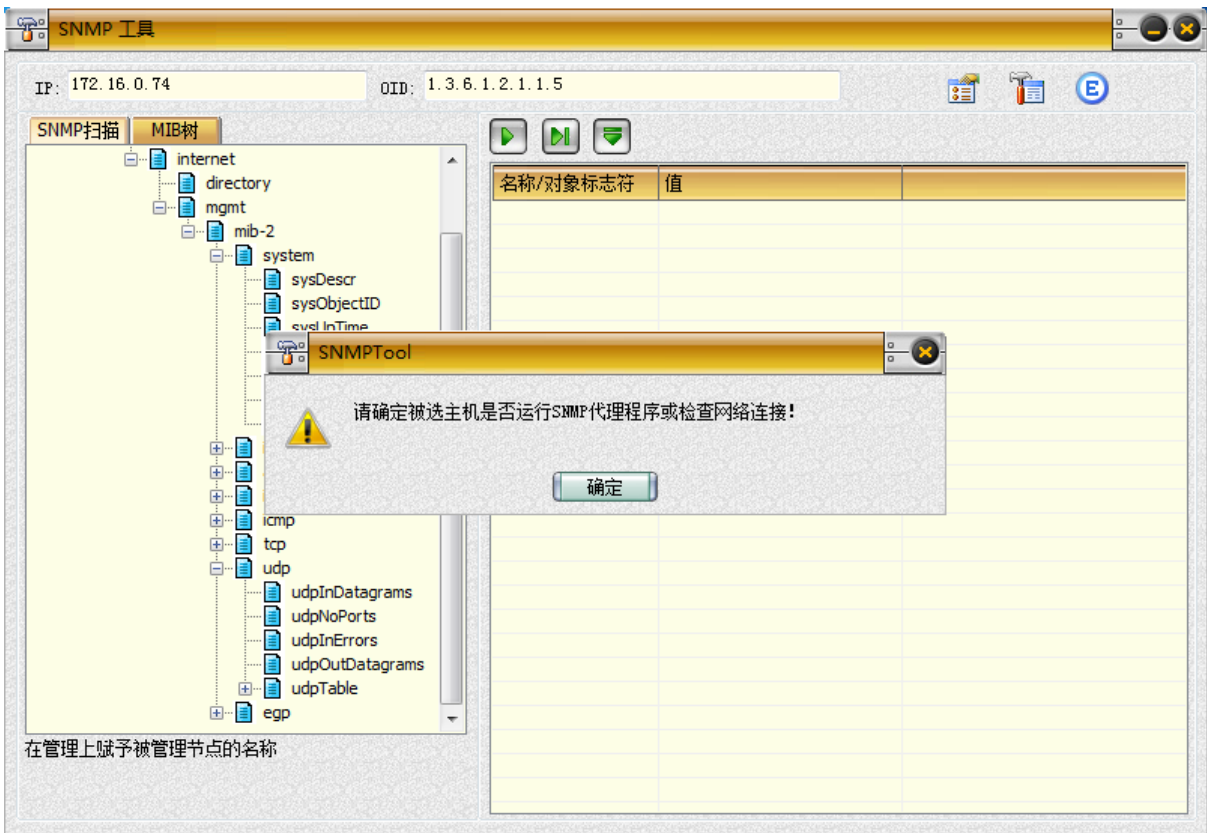 SNMP 工具
IP: 172.16.0.74 OID: 1.3.6.1.2.1.1.5
SNMP扫描 MIB树
internet
directory
mgmt
mib-2
system
sysDescr
sysObjectID
sysUpTime
icmp
tcp
udp
udpInDatagrams
udpNoPorts
udpInErrors
udpOutDatagrams
udpTable
egp
在管理上赋予被管理节点的名称
E
名称/对象标志符 值
SNMPTool
请确定被选主机是否运行SNMP代理程序或检查网络连接!
确定